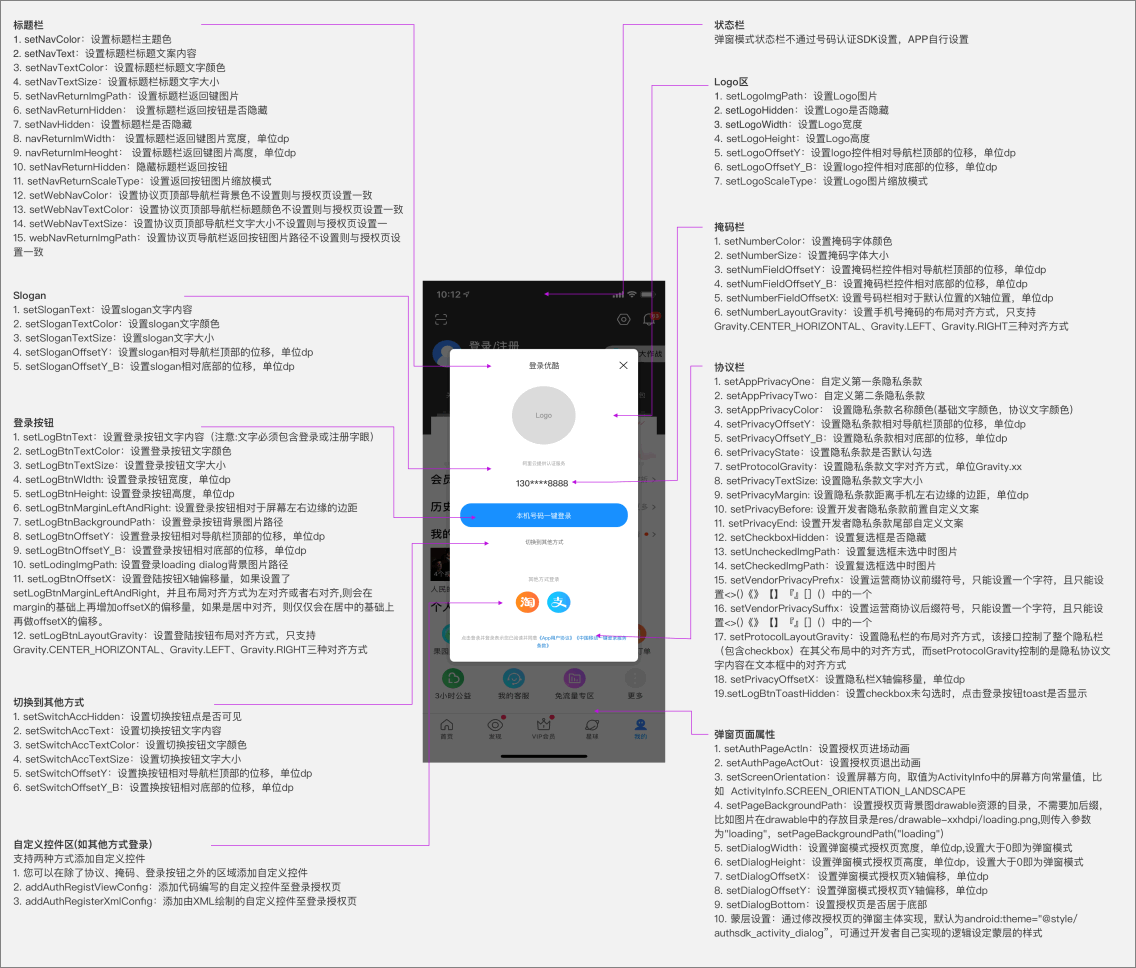 标题栏
1. setNavColor：设置标题栏主题色
2. setNavText：设置标题栏标题文案内容
3. setNavTextColor：设置标题栏标题文字颜色
4. setNavTextSize：设置标题栏标题文字大小
5. setNavReturnImgPath：设置标题栏返回键图片
6. setNavReturnHidden：设置标题栏返回按钮是否隐藏
7. setNavHidden：设置标题栏是否隐藏
8. navReturnImWidth： 设置标题栏返回键图片宽度，单位dp
9. navReturnImHeoght：设置标题栏返回键图片高度，单位dp
10. setNavReturnHidden：隐藏标题栏返回按钮
11. setNavReturnScaleType：设置返回按钮图片缩放模式
12. setWebNavColor：设置协议页顶部导航栏背景色不设置则与授权页设置一致
13. setWebNavTextColor：设置协议页顶部导航栏标题颜色不设置则与授权页设置一致
14. setWebNavTextSize：设置协议页顶部导航栏文字大小不设置则与授权页设置一
15. webNavReturnImgPath：设置协议页导航栏返回按钮图片路径不设置则与授权页设
置一致
Slogan
1. setSloganText：设置slogan文字内容
2. setSloganTextColor：设置slogan文字颜色
3. setSloganTextSize：设置slogan文字大小
4. setSloganOffsetY：设置slogan相对导航栏顶部的位移，单位dp
5. setSloganOffsetY_B：设置slogan相对底部的位移，单位dp
登录按钮
1. setLogBtnText：设置登录按钮文字内容（注意:文字必须包含登录或注册字眼）
2. setLogBtnTextColor：设置登录按钮文字颜色
3. setLogBtnTextSize：设置登录按钮文字大小
4. setLogBtnWIdth: 设置登录按钮宽度，单位dp
5. setLogBtnHeight: 设置登录按钮高度，单位dp
6. setLogBtnMarginLeftAndRight: 设置登录按钮相对于屏幕左右边缘的边距
7. setLogBtnBackgroundPath：设置登录按钮背景图片路径
8. setLogBtnOffsetY：设置登录按钮相对导航栏顶部的位移，单位dp
9. setLogBtnOffsetY_B：设置登录按钮相对底部的位移，单位dp
10. setLodingImgPath: 设置登录loading dialog背景图片路径
11. setLogBtnOffsetX：设置登陆按钮X轴偏移量，如果设置了
setLogBtnMarginLeftAndRight，并且布局对齐方式为左对齐或者右对齐,则会在
margin的基础上再增加offsetX的偏移量，如果是居中对齐，则仅仅会在居中的基础上
再做offsetX的偏移。
12. setLogBtnLayoutGravity：设置登陆按钮布局对齐方式，只支持
Gravity.CENTER_HORIZONTAL、Gravity.LEFT、Gravity.RIGHT三种对齐方式
切换到其他方式
1. setSwitchAccHidden：设置切换按钮点是否可见
2. setSwitchAccText：设置切换按钮文字内容
3. setSwitchAccTextColor：设置切换按钮文字颜色
4. setSwitchAccTextSize：设置切换按钮文字大小
5. setSwitchOffsetY：设置换按钮相对导航栏顶部的位移，单位dp
6. setSwitchOffsetY_B：设置换按钮相对底部的位移，单位dp
自定义控件区(如其他方式登录）
支持两种方式添加自定义控件
1. 您可以在除了协议、掩码、登录按钮之外的区域添加自定义控件
2. addAuthRegistViewConfig：添加代码编写的自定义控件至登录授权页
3. addAuthRegisterXmlConfig：添加由XML绘制的自定义控件至登录授权页
10:12
登录/注册
大作战
登录优酷
Logo
阿里云提供认证服务
130****8888
会员
本机号码一键登录
历史
切换到其他方式
我的
其他方式登录
淘
支
个人
3小时公益
我的客服
免流量专区
更多
首页
发现
VIP会员
星球
我的
状态栏
弹窗模式状态栏不通过号码认证SDK设置，APP自行设置
Logo区
1. setLogoImgPath：设置Logo图片
2. setLogoHidden：设置Logo是否隐藏
3. setLogoWidth：设置Logo宽度
4. setLogoHeight：设置Logo高度
5. setLogoOffsetY：设置logo控件相对导航栏顶部的位移，单位dp
6. setLogoOffsetY_B：设置logo控件相对底部的位移，单位dp
7. setLogoScaleType：设置Logo图片缩放模式
掩码栏
1. setNumberColor：设置掩码字体颜色
2. setNumberSize：设置掩码字体大小
3. setNumFieldOffsetY：设置掩码栏控件相对导航栏顶部的位移，单位dp
4. setNumFieldOffsetY_B：设置掩码栏控件相对底部的位移，单位dp
5. setNumberFieldOffsetX: 设置号码栏相对于默认位置的X轴位置，单位dp
6. setNumberLayoutGravity：设置手机号掩码的布局对齐方式，只支持
Gravity.CENTER_HORIZONTAL、Gravity.LEFT、Gravity.RIGHT三种对齐方式
协议栏
1. setAppPrivacyOne：自定义第一条隐私条款
2. setAppPrivacyTwo：自定义第二条隐私条款
3. setAppPrivacyColor： 设置隐私条款名称颜色(基础文字颜色，协议文字颜色）
4. setPrivacyOffsetY：设置隐私条款相对导航栏顶部的位移，单位dp
5. setPrivacyOffsetY_B：设置隐私条款相对底部的位移，单位dp
6. setPrivacyState：设置隐私条款是否默认勾选
7. setProtocolGravity：设置隐私条款文字对齐方式，单位Gravity.xx
8. setPrivacyTextSize: 设置隐私条款文字大小
9. setPrivacyMargin: 设置隐私条款距离手机左右边缘的边距，单位dp
10. setPrivacyBefore：设置开发者隐私条款前置自定义文案
11. setPrivacyEnd: 设置开发者隐私条款尾部自定义文案
12. setCheckboxHidden：设置复选框是否隐藏
13. setUncheckedImgPath：设置复选框未选中时图片
14. setCheckedImgPath：设置复选框选中时图片
15. setVendorPrivacyPrefix：设置运营商协议前缀符号，只能设置一个字符，且只能设
置<>()《》【】『』[]（）中的一个
16. setVendorPrivacySuffix：设置运营商协议后缀符号，只能设置一个字符，且只能设
置<>()《》【】『』[]（）中的一个
17. setProtocolLayoutGravity：设置隐私栏的布局对齐方式，该接口控制了整个隐私栏
（包含checkbox）在其父布局中的对齐方式，而setProtocolGravity控制的是隐私协议文
字内容在文本框中的对齐方式
18. setPrivacyOffsetX：设置隐私栏X轴偏移量，单位dp
19.setLogBtnToastHidden：设置checkbox未勾选时，点击登录按钮toast是否显示
弹窗页面属性
1. setAuthPageActIn：设置授权页进场动画
2. setAuthPageActOut：设置授权页退出动画
3. setScreenOrientation：设置屏幕方向，取值为ActivityInfo中的屏幕方向常量值，比
如 ActivityInfo.SCREEN_ORIENTATION_LANDSCAPE
4. setPageBackgroundPath：设置授权页背景图drawable资源的目录，不需要加后缀，
比如图片在drawable中的存放目录是res/drawable-xxhdpi/loading.png,则传入参数
为"loading"，setPageBackgroundPath("loading")
5. setDialogWidth：设置弹窗模式授权页宽度，单位dp,设置大于0即为弹窗模式
6. setDialogHeight：设置弹窗模式授权页高度，单位dp，设置大于0即为弹窗模式
7. setDialogOffsetX：设置弹窗模式授权页X轴偏移，单位dp
8. setDialogOffsetY：设置弹窗模式授权页Y轴偏移，单位dp
9. setDialogBottom：设置授权页是否居于底部
10. 蒙层设置：通过修改授权页的弹窗主体实现，默认为android:theme="@style/
authsdk_activity_dialog”，可通过开发者自己实现的逻辑设定蒙层的样式